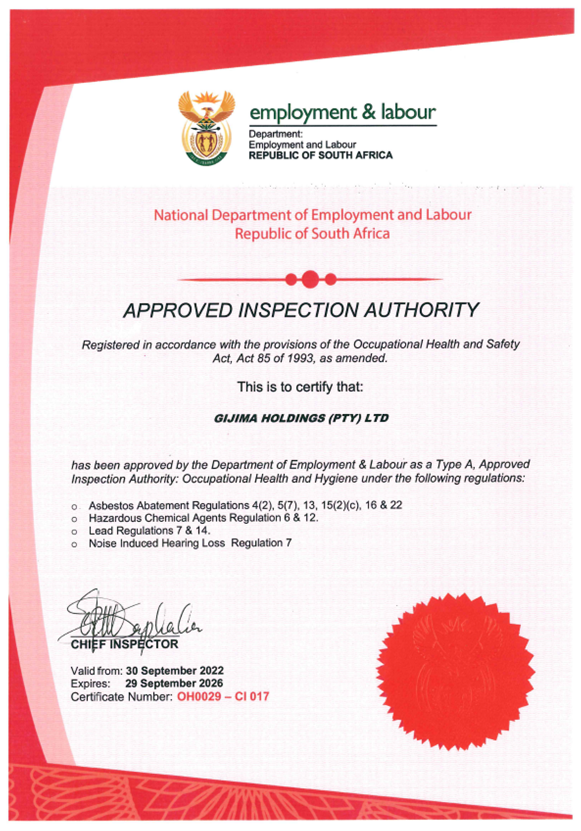 employment & labour
Department:
Employment and Labour
REPUBLIC OF SOUTH AFRICA
National Department of Employment and Labour
Republic of South Africa
APPROVED INSPECTION AUTHORITY
Registered in accordance with the provisions of the Occupational Health and Safety
Act, Act 85 of 1993, as amended.
This is to certify that:
GIJIMA HOLDINGS (PTY) LTD
has been approved by the Department of Employment & Labour as a Type A, Approved
Inspection Authority: Occupational Health and Hygiene under the following regulations:
o Asbestos Abatement Regulations 4(2), 5(7), 13, 15(2)(c), 16 & 22
o Hazardous Chemical Agents Regulation 6 & 12.
o Lead Regulations 7 & 14.
o Noise Induced Hearing Loss Regulation 7
CHIEF INSPECTOR
Valid from: 30 September 2022
Expires: 29 September 2026
Certificate Number: OH0029 – CI 017